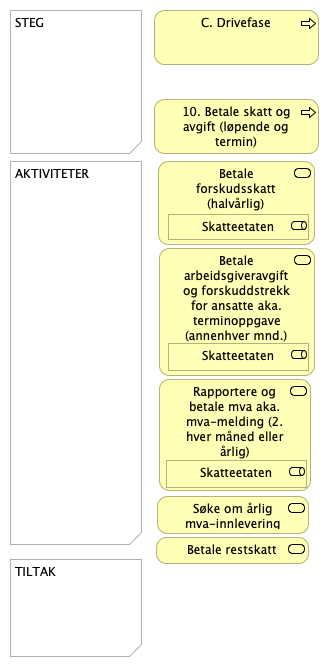 STEG
C. Drivefase
10. Betale skatt og
avgift (løpende og
termin)
AKTIVITETER
Betale
forskudsskatt
(halvårlig)
Skatteetaten
Betale
arbeidsgiveravgift
og forskuddstrekk
for ansatte aka.
terminoppgave
(annenhver mnd.)
Skatteetaten
Rapportere og
betale mva aka.
mva-melding (2.
hver måned eller
årlig)
Skatteetaten
Søke om årlig
mva-innlevering
Betale restskatt
TILTAK